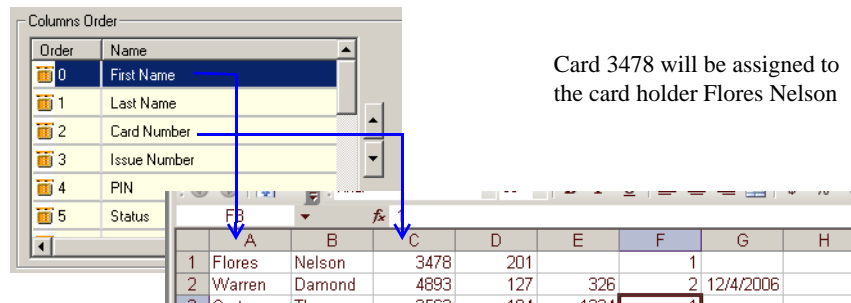 Columns Order
Order Name
0 First Name
1 Last Name
2 Card Number
3 Issue Number
4 PIN
5 Status
Card 3478 will be assigned to
the card holder Flores Nelson
F3 fx 1
A B C D E F G H
1 Flores Nelson 3478 201 1
2 Warren Damond 4893 127 326 2 12/4/2006